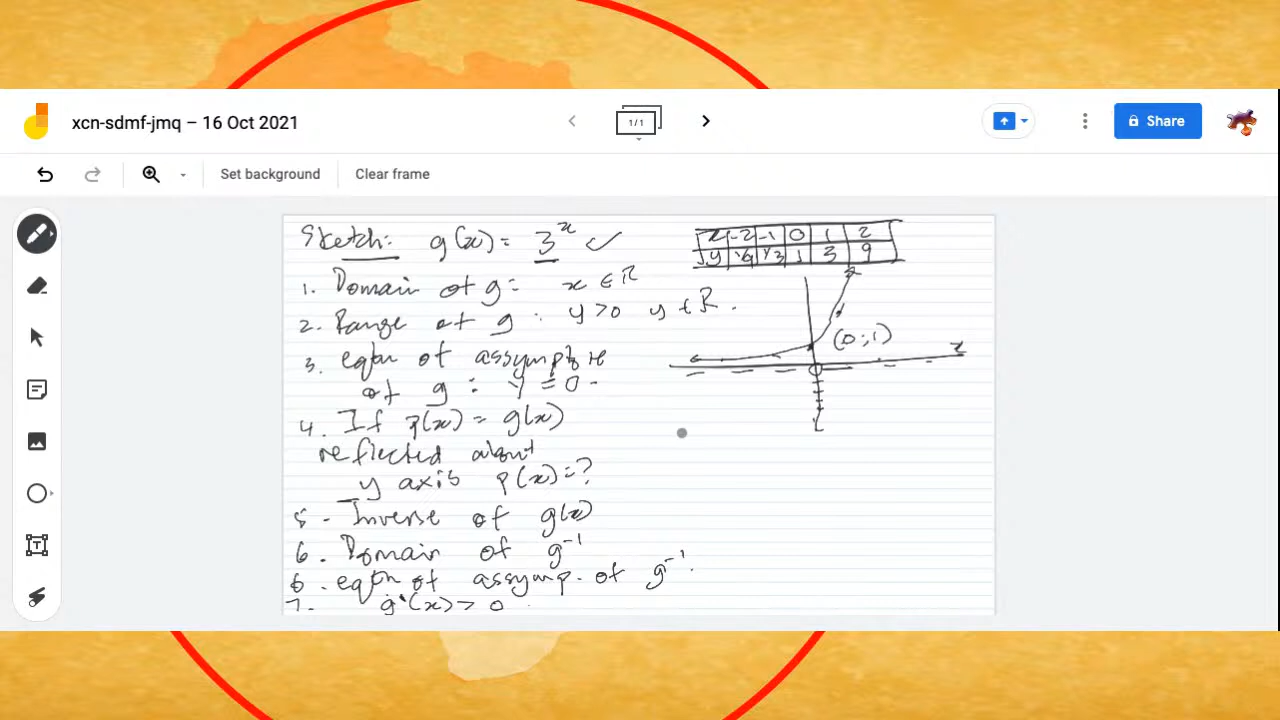 xcn-sdmf-jmq – 16 Oct 2021
1/1
Share
Set background
Clear frame
Sketch: g(x) = 3^x ✓
x -2 -1 0 1 2
y 1/9 1/3 1 3 9
1. Domain of g: x ∈ ℝ
2. Range of g: y > 0 y ∈ ℝ.
3. eqtn of assymptote
of g: y = 0
(0;1)
x
4. If p(x) = g(x)
reflected about
y axis p(x) = ?
5. Inverse of g(x)
6. Domain of g^-1
6. eqtn of assymp. of g^-1.
7. (x) > 0